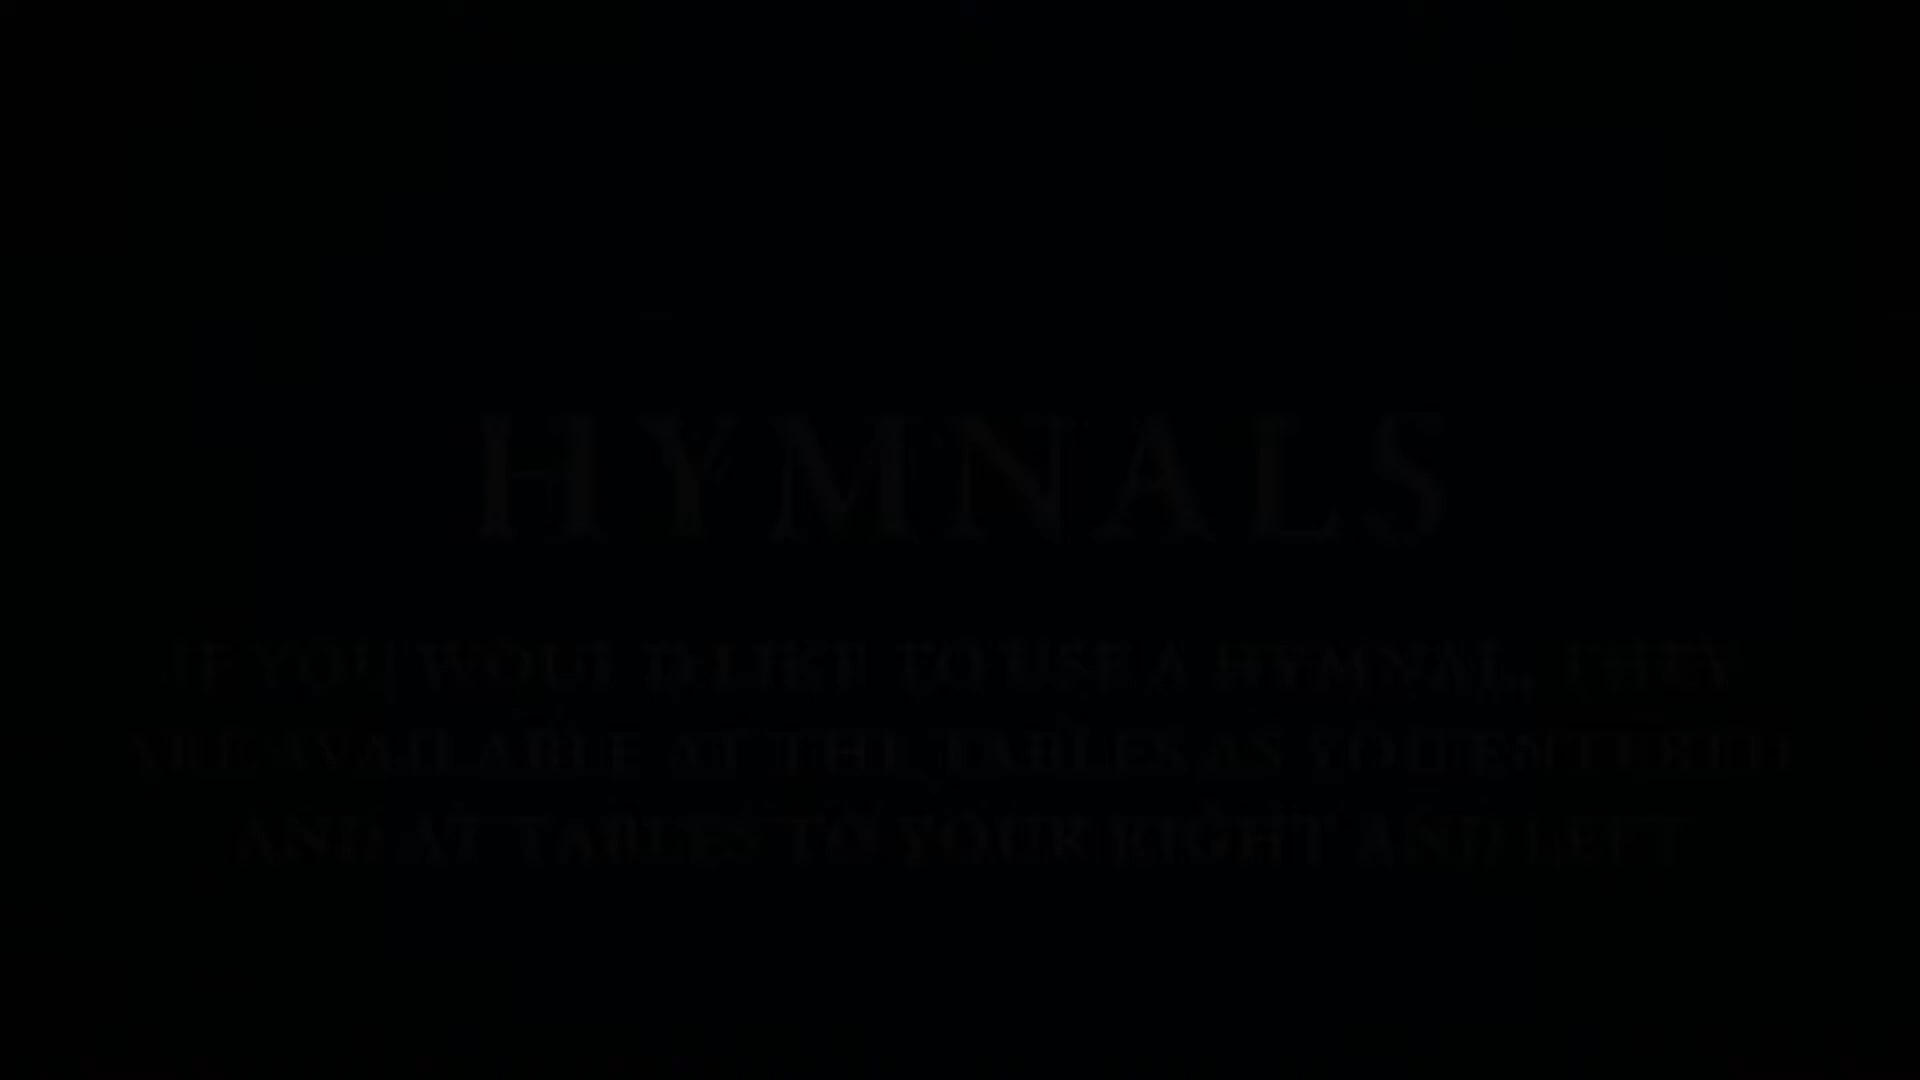 HYMNALS
IF YOU WOULD LIKE TO USE A HYMNAL, THEY
ARE AVAILABLE AT THE TABLES AS YOU ENTERED
AND AT TABLES TO YOUR RIGHT AND LEFT